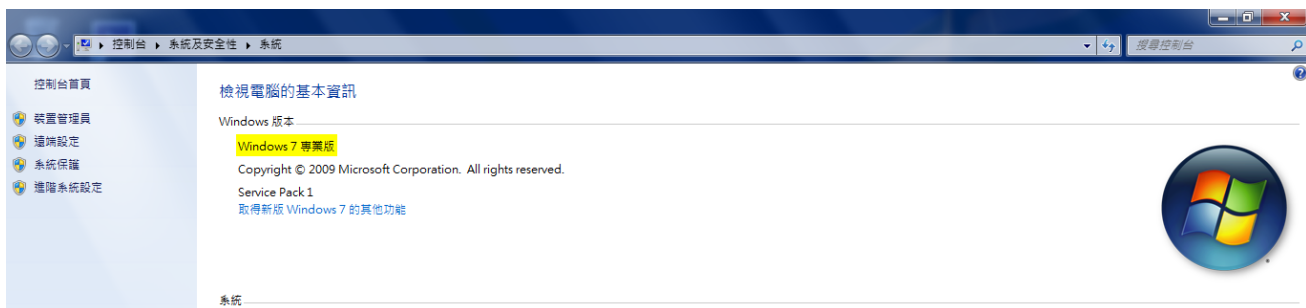 控制台 系統及安全性 系統
搜尋控制台
控制台首頁
裝置管理員
遠端設定
系統保護
進階系統設定
檢視電腦的基本資訊
Windows 版本
Windows 7 專業版
Copyright © 2009 Microsoft Corporation. All rights reserved.
Service Pack 1
取得新版 Windows 7 的其他功能
系統